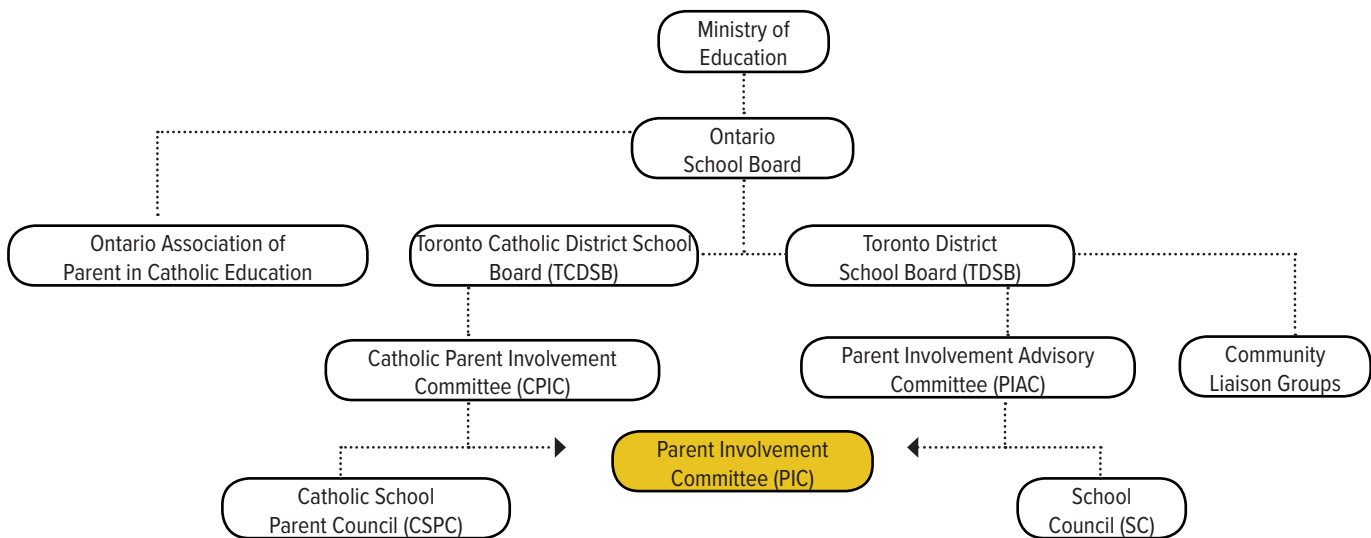 Ministry of
Education
Ontario
School Board
Ontario Association of
Parent in Catholic Education
Toronto Catholic District School
Board (TCDSB)
Toronto District
School Board (TDSB)
Catholic Parent Involvement
Committee (CPIC)
Parent Involvement Advisory
Committee (PIAC)
Community
Liaison Groups
Parent Involvement
Committee (PIC)
Catholic School
Parent Council (CSPC)
School
Council (SC)